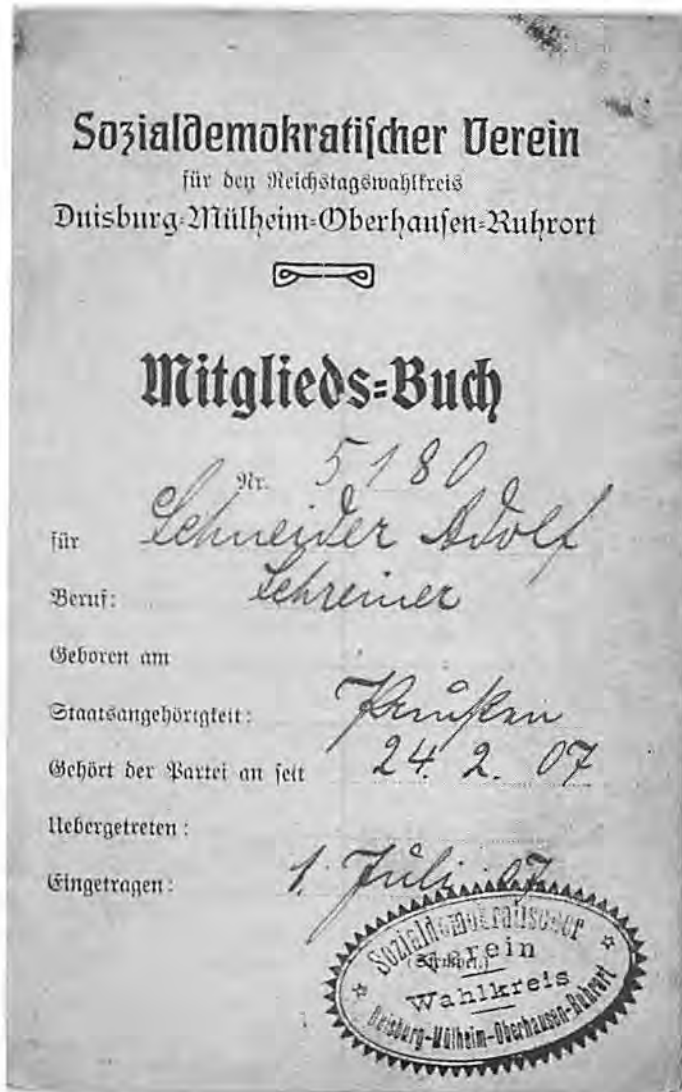 Sozialdemokratischer Verein
für den Reichstagswahlkreis
Duisburg-Mülheim-Oberhausen-Ruhrort
Mitglieds-Buch
Nr. 5180
für Schneider Adolf
Beruf: Schreiner
Geboren am
Staatsangehörigkeit: Preußen
Gehört der Partei an seit 24. 2. 07
Uebergetreten:
Eingetragen: 1. Juli 07
Sozialdemokratischer
Verein
Wahlkreis
Duisburg-Mülheim-Oberhausen-Ruhrort